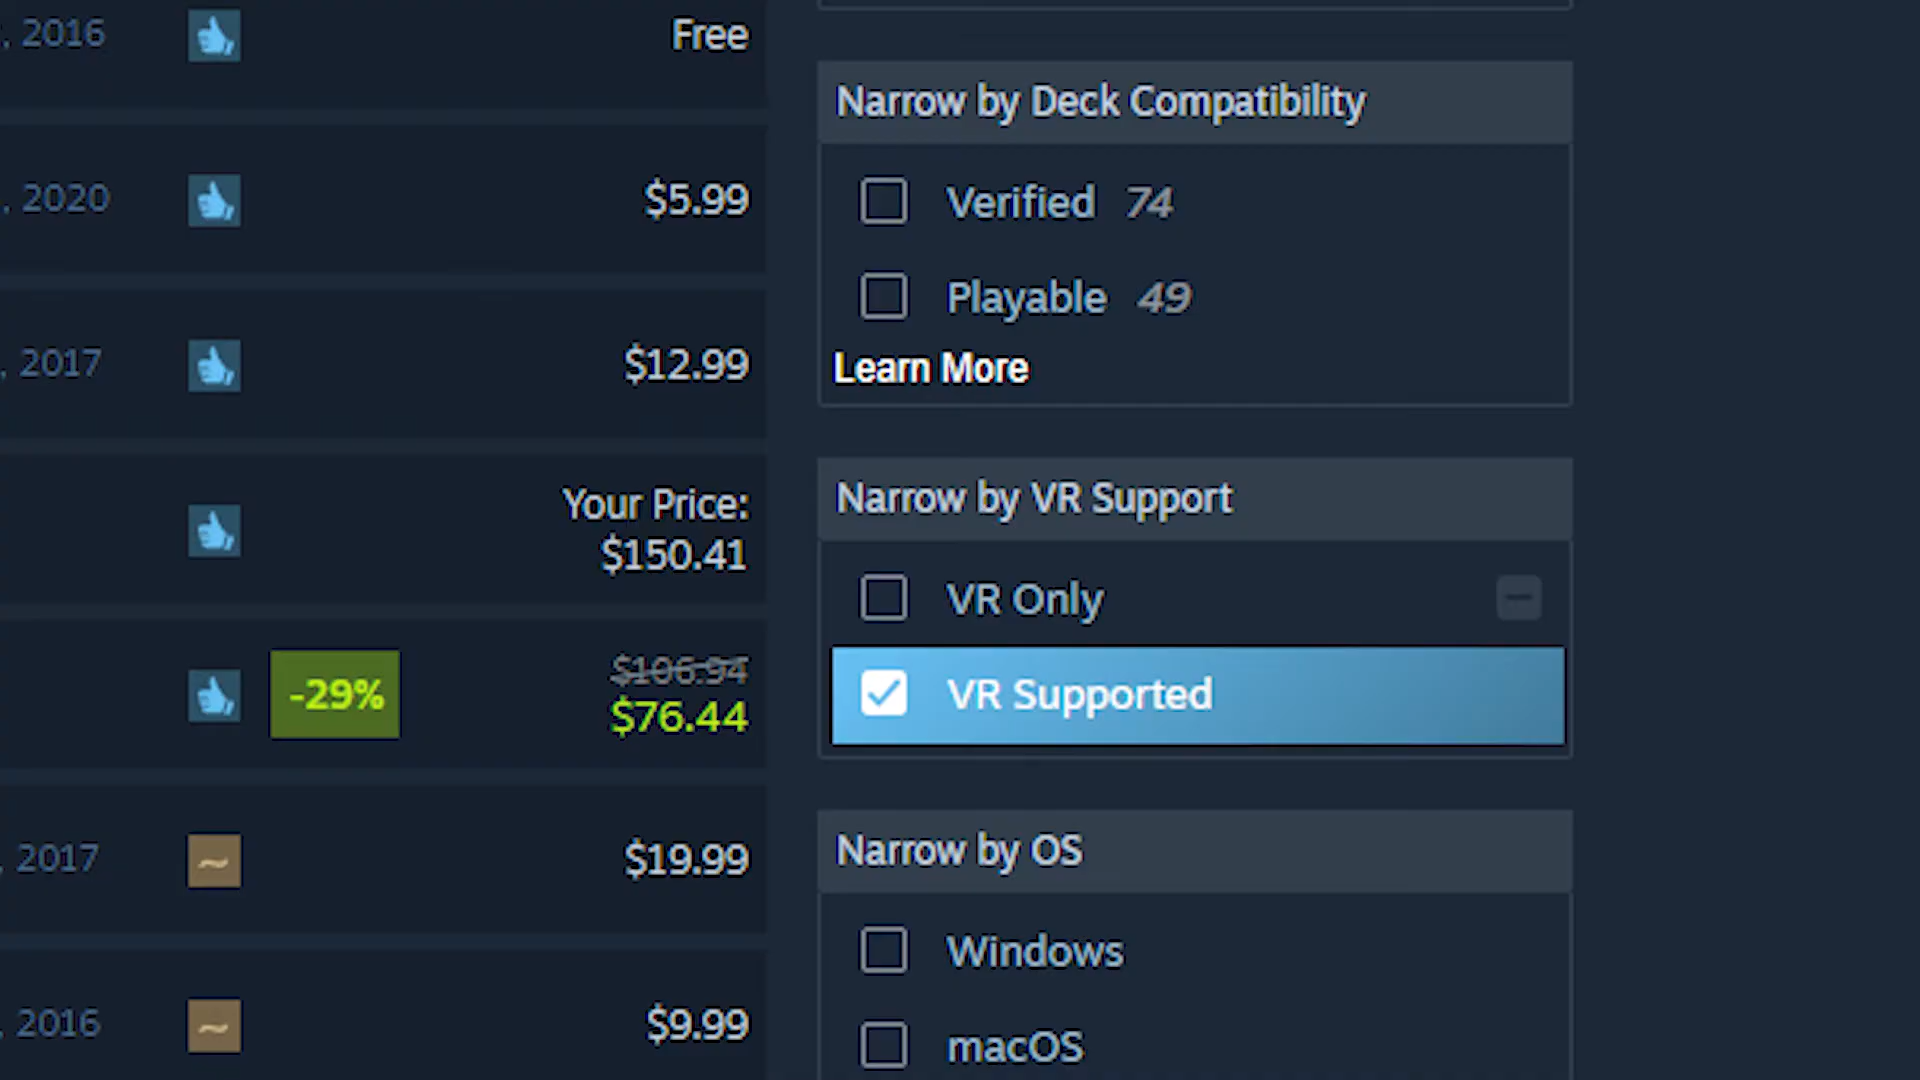 , 2016
Free
, 2020
$5.99
, 2017
$12.99
Your Price:
$150.41
-29%
$106.94
$76.44
, 2017
$19.99
, 2016
$9.99
Narrow by Deck Compatibility
Verified 74
Playable 49
Learn More
Narrow by VR Support
VR Only
VR Supported
Narrow by OS
Windows
macOS